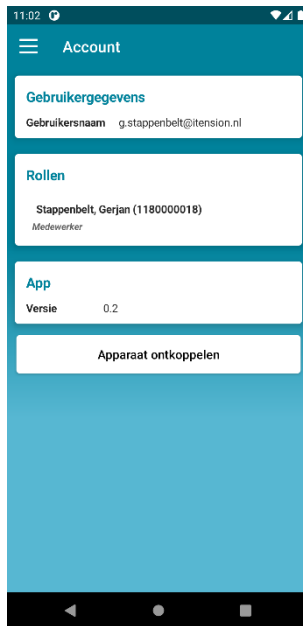 11:02
Account
Gebruikergegevens
Gebruikersnaam g.stappenbelt@itension.nl
Rollen
Stappenbelt, Gerjan (1180000018)
Medewerker
App
Versie 0.2
Apparaat ontkoppelen